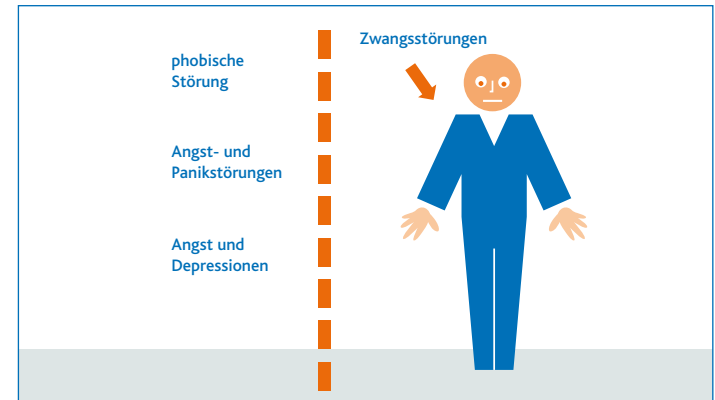 Zwangsstörungen
phobische
Störung
Angst- und
Panikstörungen
Angst und
Depressionen